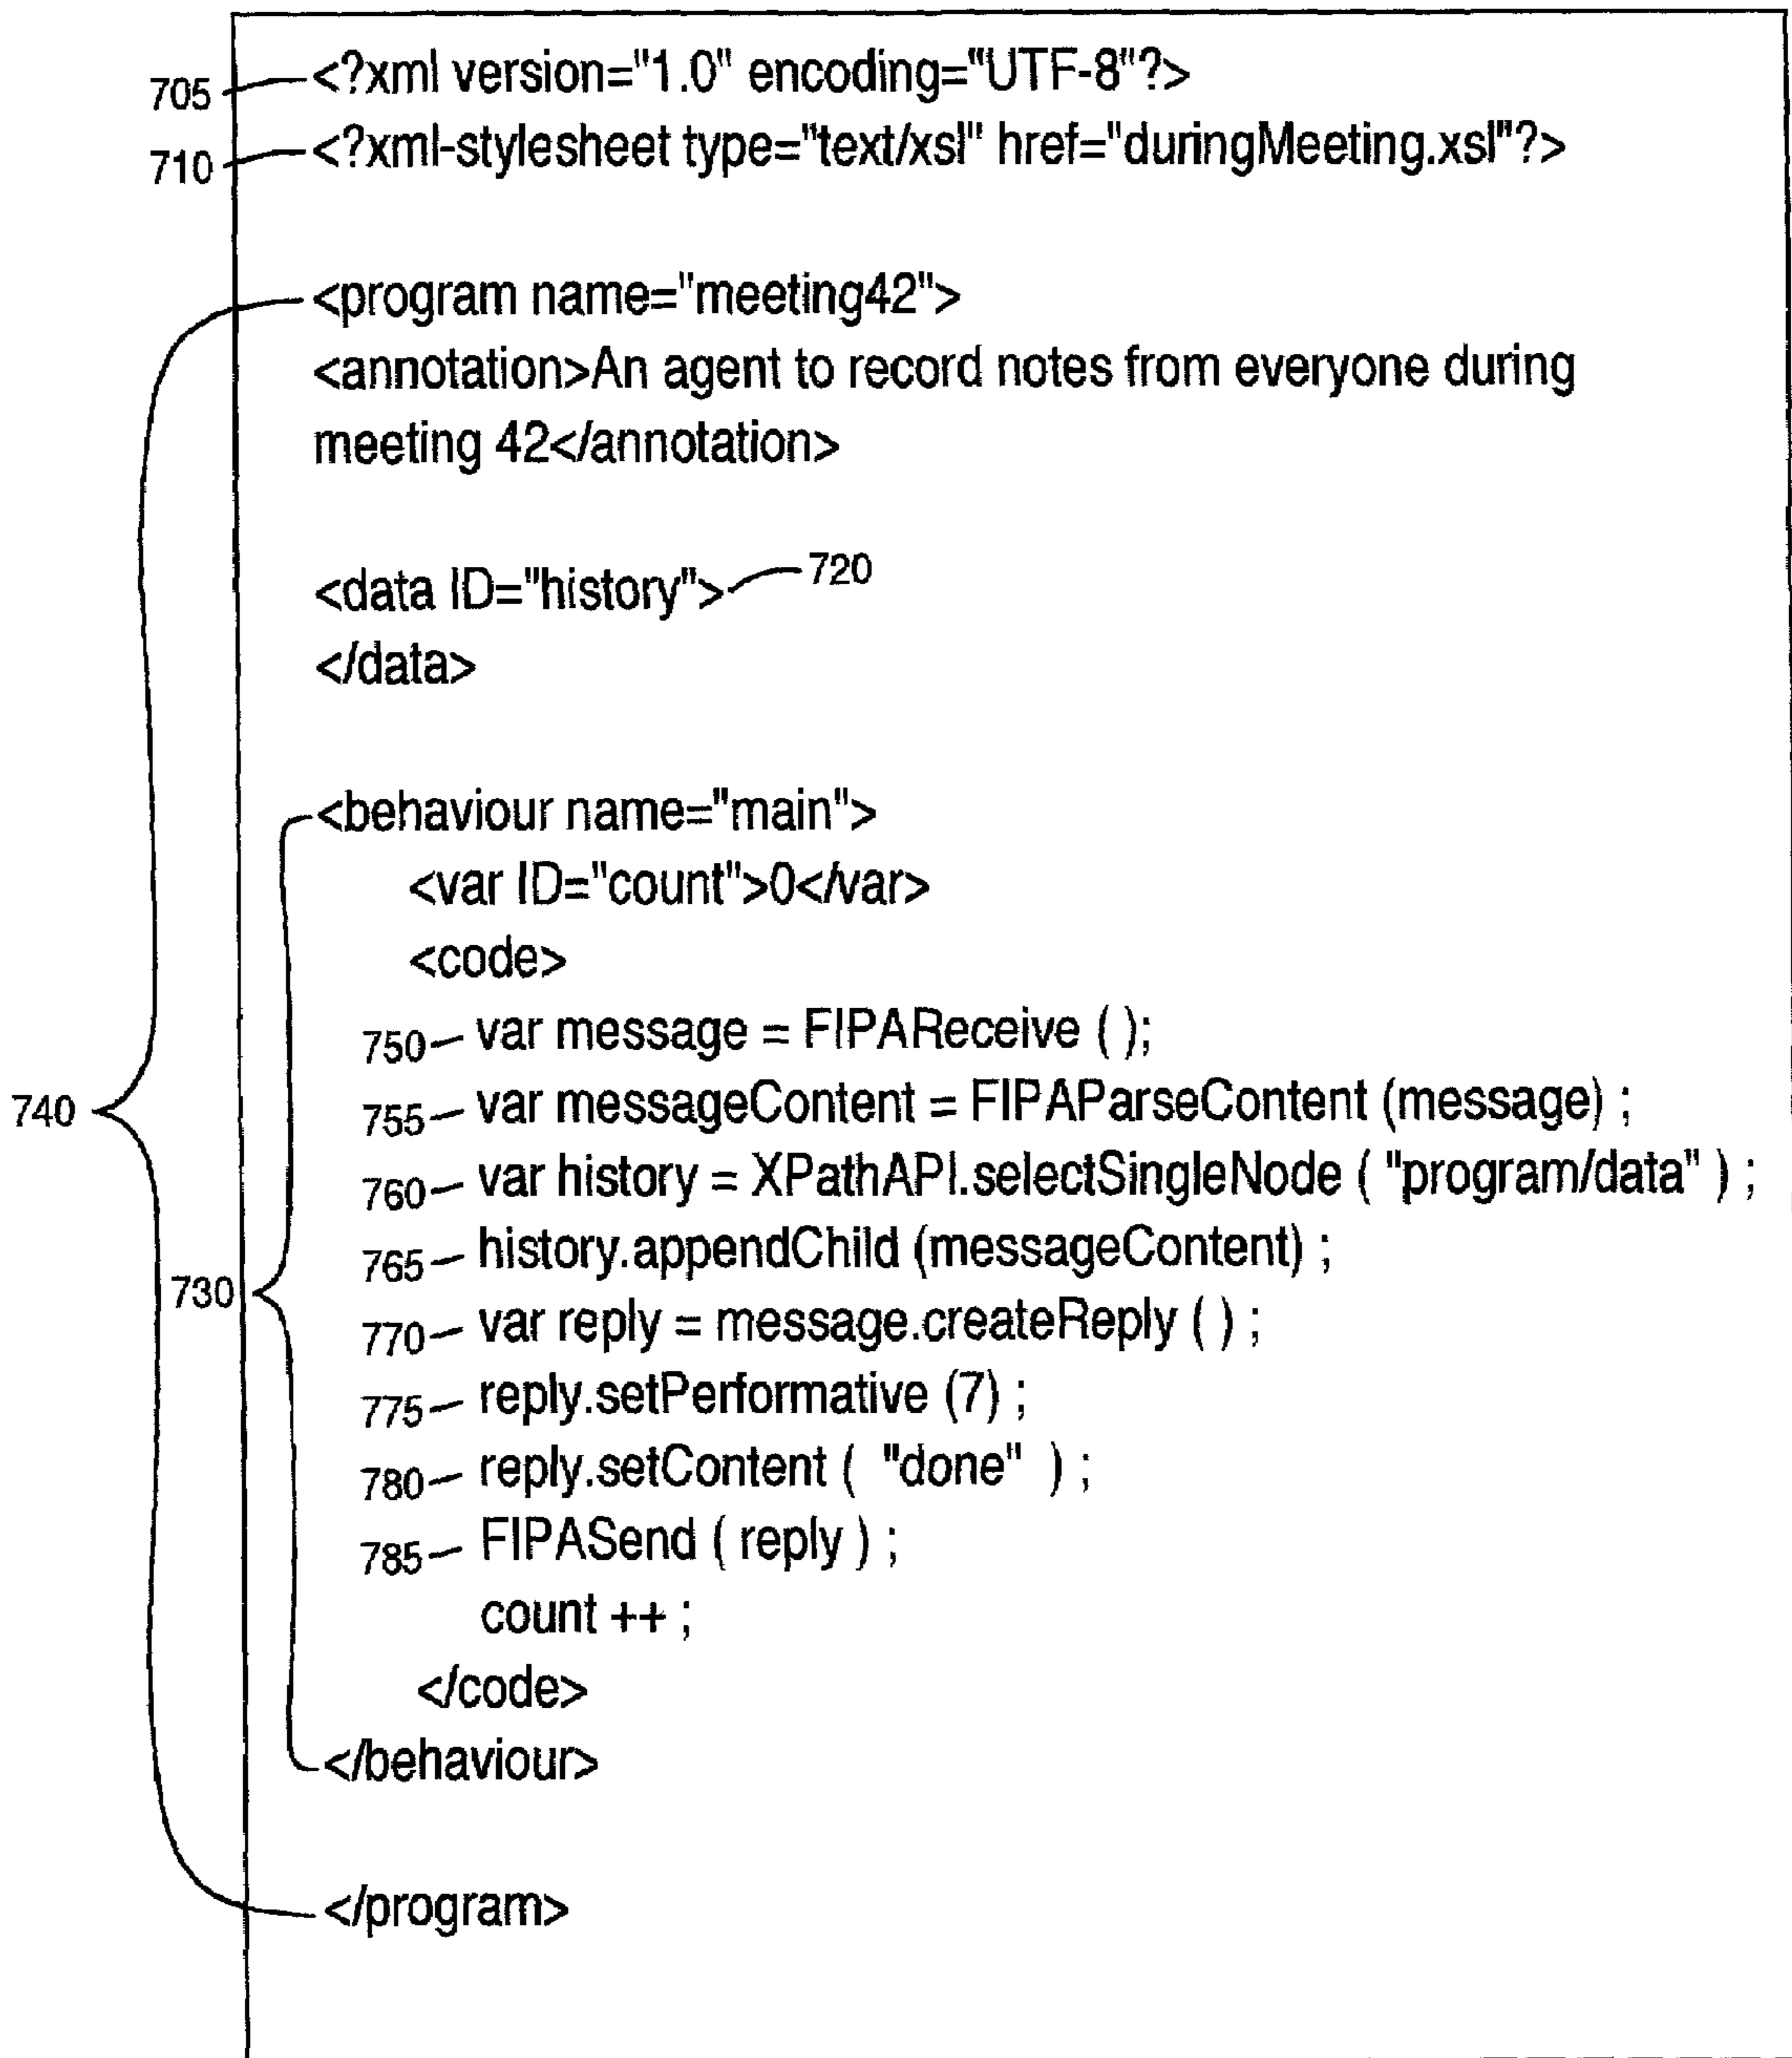 705 <?xml version="1.0" encoding="UTF-8"?>
710 <?xml-stylesheet type="text/xsl" href="duringMeeting.xsl"?>
<program name="meeting42">
<annotation>An agent to record notes from everyone during
meeting 42</annotation>
<data ID="history"> 720
</data>
<behaviour name="main">
<var ID="count">0</var>
<code>
750 var message = FIPAReceive ( );
740 755 var messageContent = FIPAParseContent (message) ;
760 var history = XPathAPI.selectSingleNode ( "program/data" ) ;
765 history.appendChild (messageContent) ;
730 770 var reply = message.createReply ( ) ;
775 reply.setPerformative (7) ;
780 reply.setContent ( "done" ) ;
785 FIPASend ( reply ) ;
count ++ ;
</code>
</behaviour>
</program>